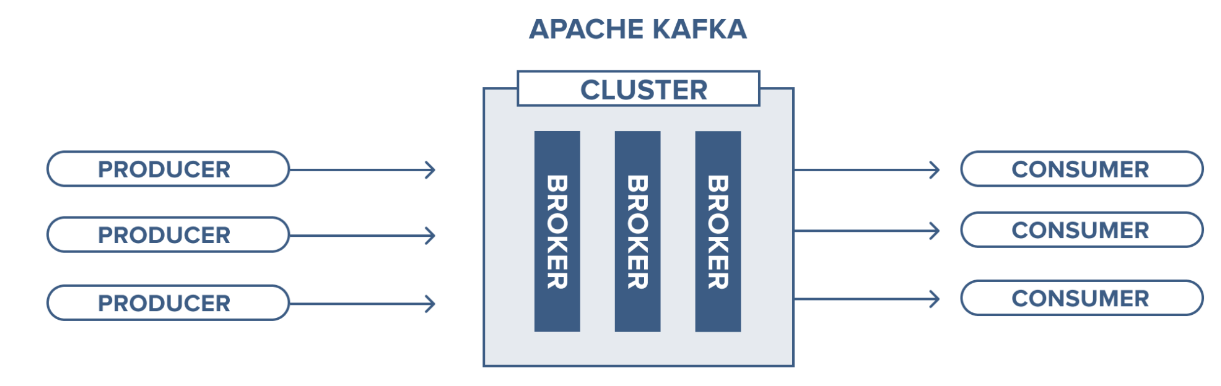 APACHE KAFKA
CLUSTER
PRODUCER
PRODUCER
PRODUCER
BROKER
BROKER
BROKER
CONSUMER
CONSUMER
CONSUMER